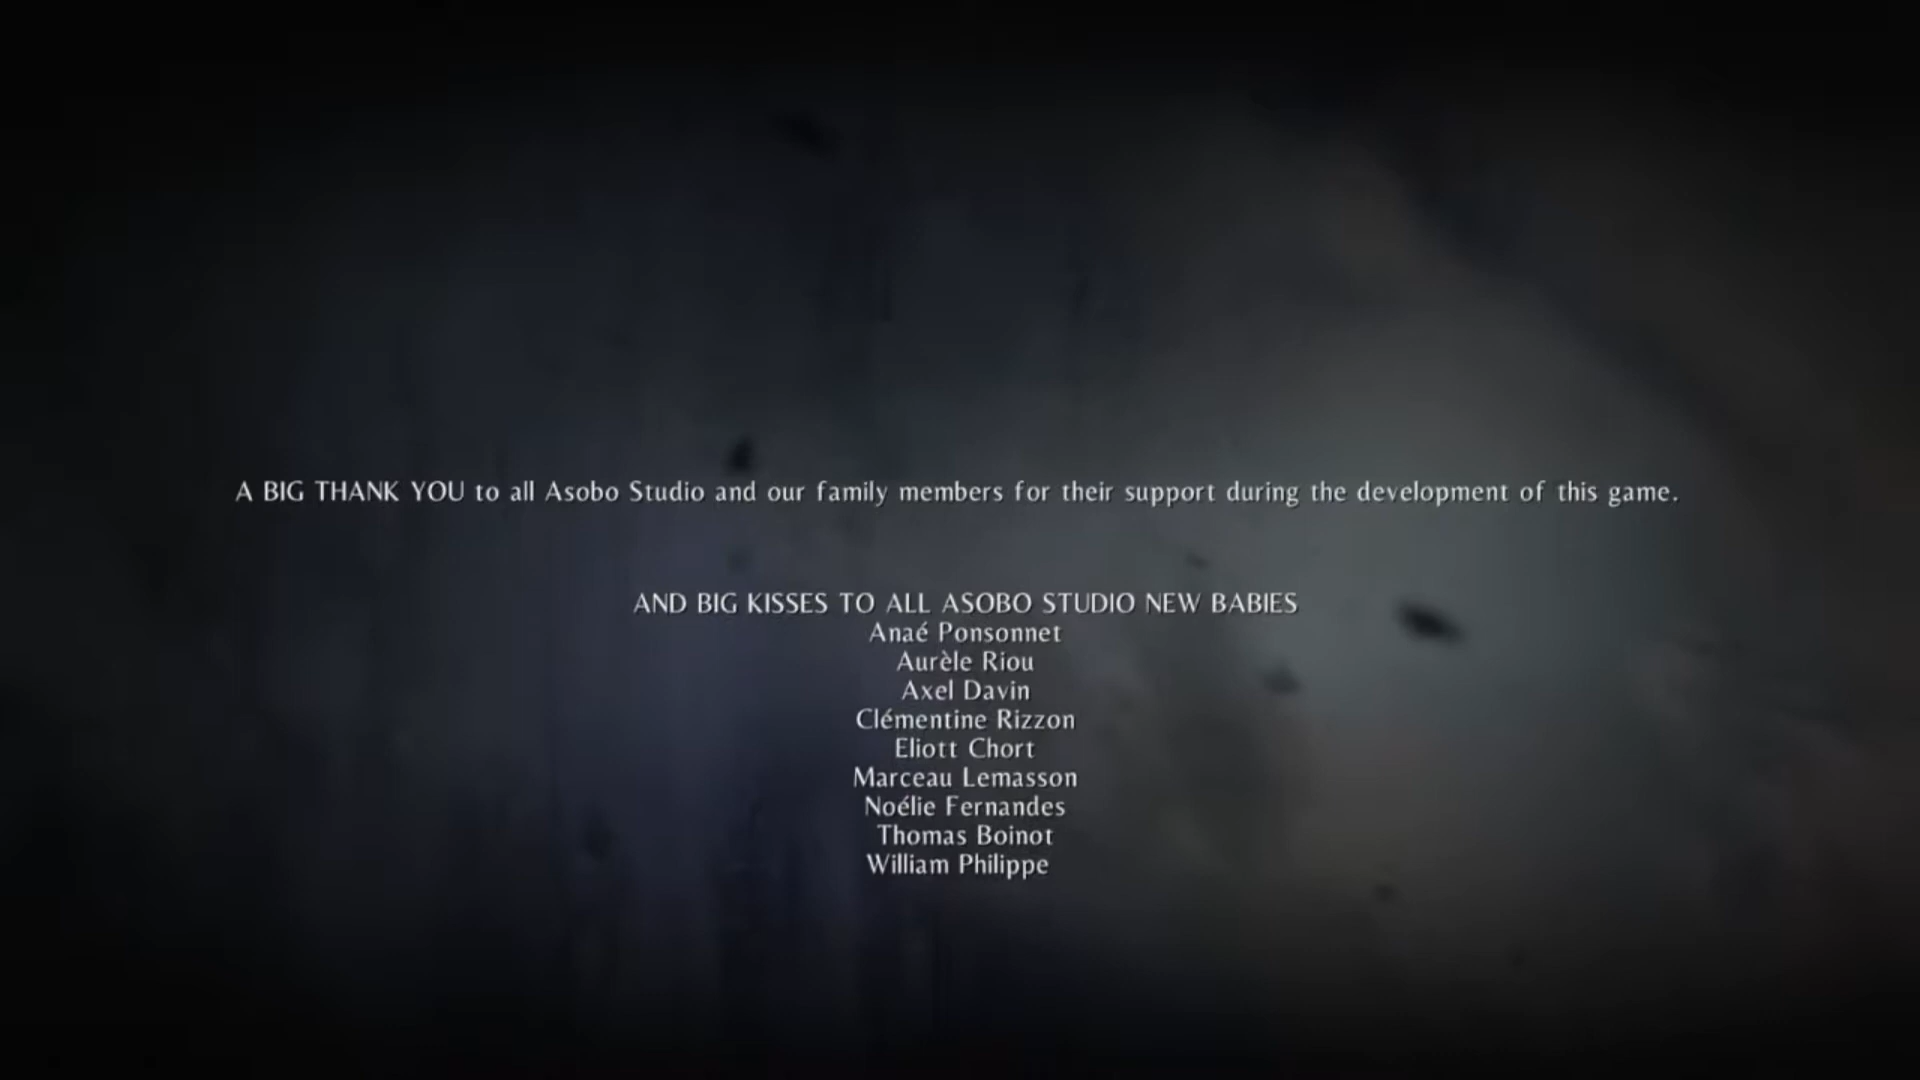 A BIG THANK YOU to all Asobo Studio and our family members for their support during the development of this game.
AND BIG KISSES TO ALL ASOBO STUDIO NEW BABIES
Anaé Ponsonnet
Aurèle Riou
Axel Davin
Clémentine Rizzon
Eliott Chort
Marceau Lemasson
Noélie Fernandes
Thomas Boinot
William Philippe